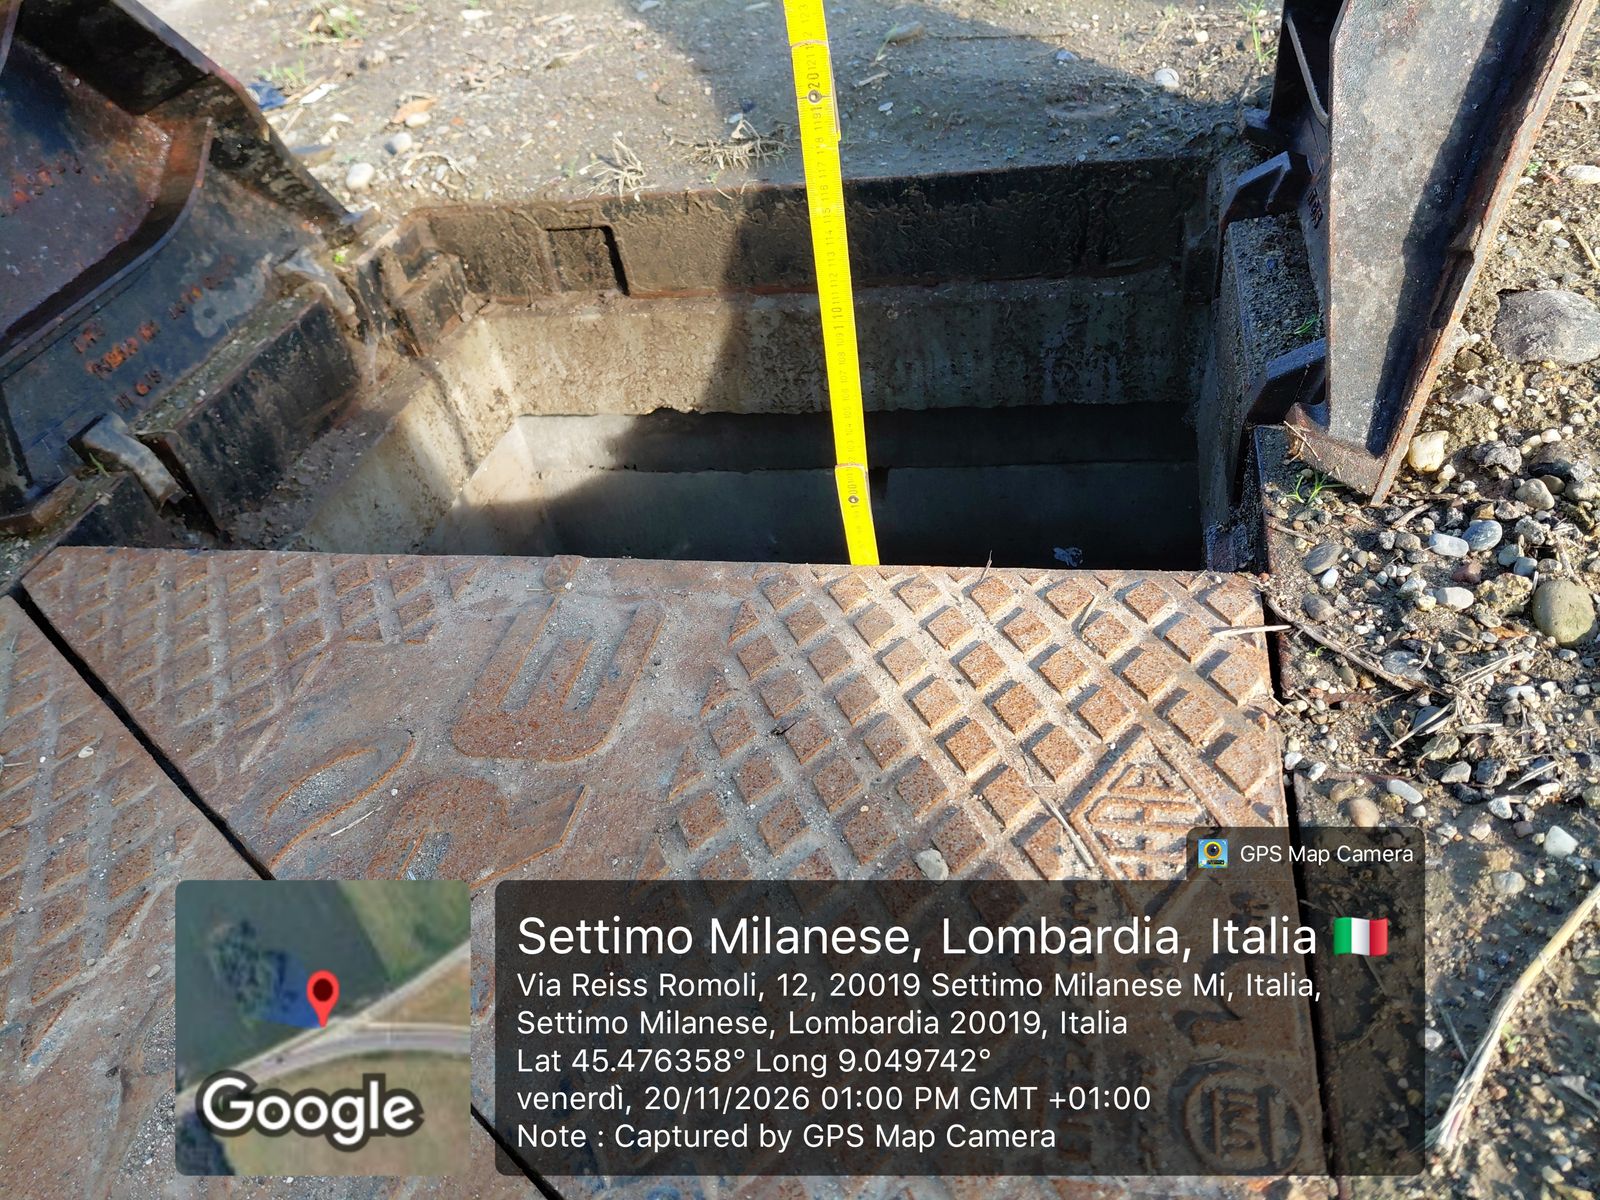 120
100
GPS Map Camera
Settimo Milanese, Lombardia, Italia
Via Reiss Romoli, 12, 20019 Settimo Milanese Mi, Italia,
Settimo Milanese, Lombardia 20019, Italia
Lat 45.476358° Long 9.049742°
venerdì, 20/11/2026 01:00 PM GMT +01:00
Note : Captured by GPS Map Camera
Google